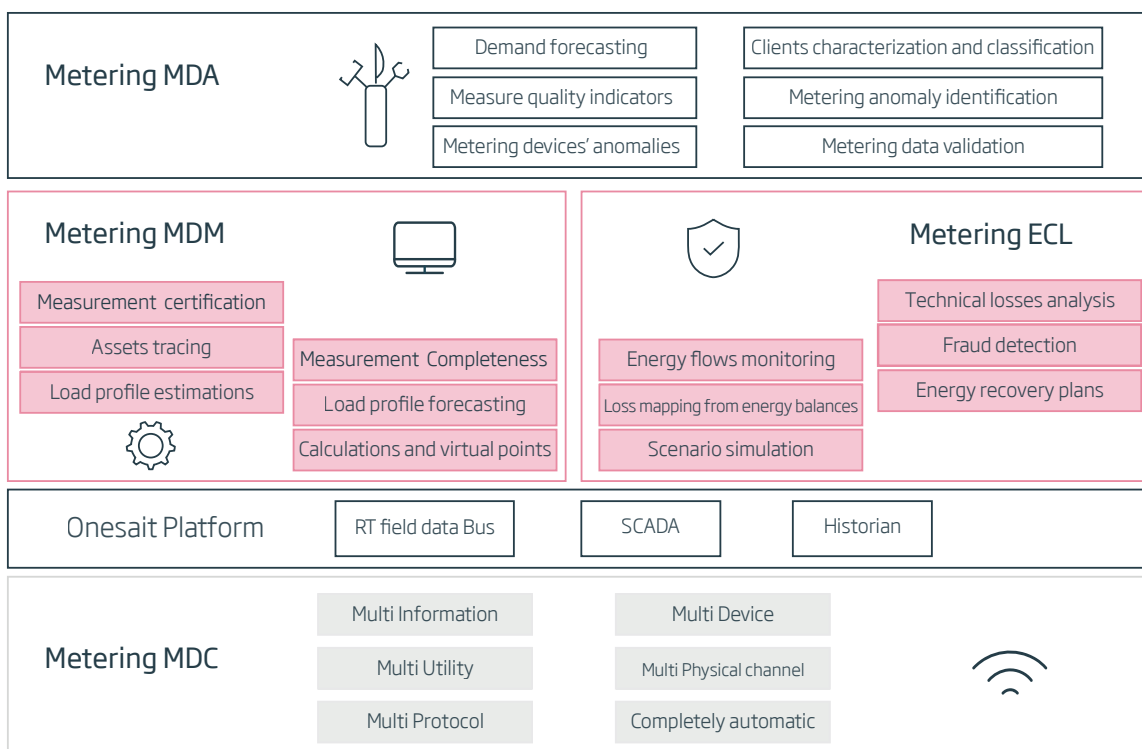 Metering MDA
Demand forecasting
Clients characterization and classification
Measure quality indicators
Metering anomaly identification
Metering devices' anomalies
Metering data validation
Metering MDM
Measurement certification
Assets tracing
Load profile estimations
Measurement Completeness
Load profile forecasting
Calculations and virtual points
Metering ECL
Technical losses analysis
Fraud detection
Energy recovery plans
Energy flows monitoring
Loss mapping from energy balances
Scenario simulation
Onesait Platform
RT field data Bus
SCADA
Historian
Metering MDC
Multi Information
Multi Device
Multi Utility
Multi Physical channel
Multi Protocol
Completely automatic